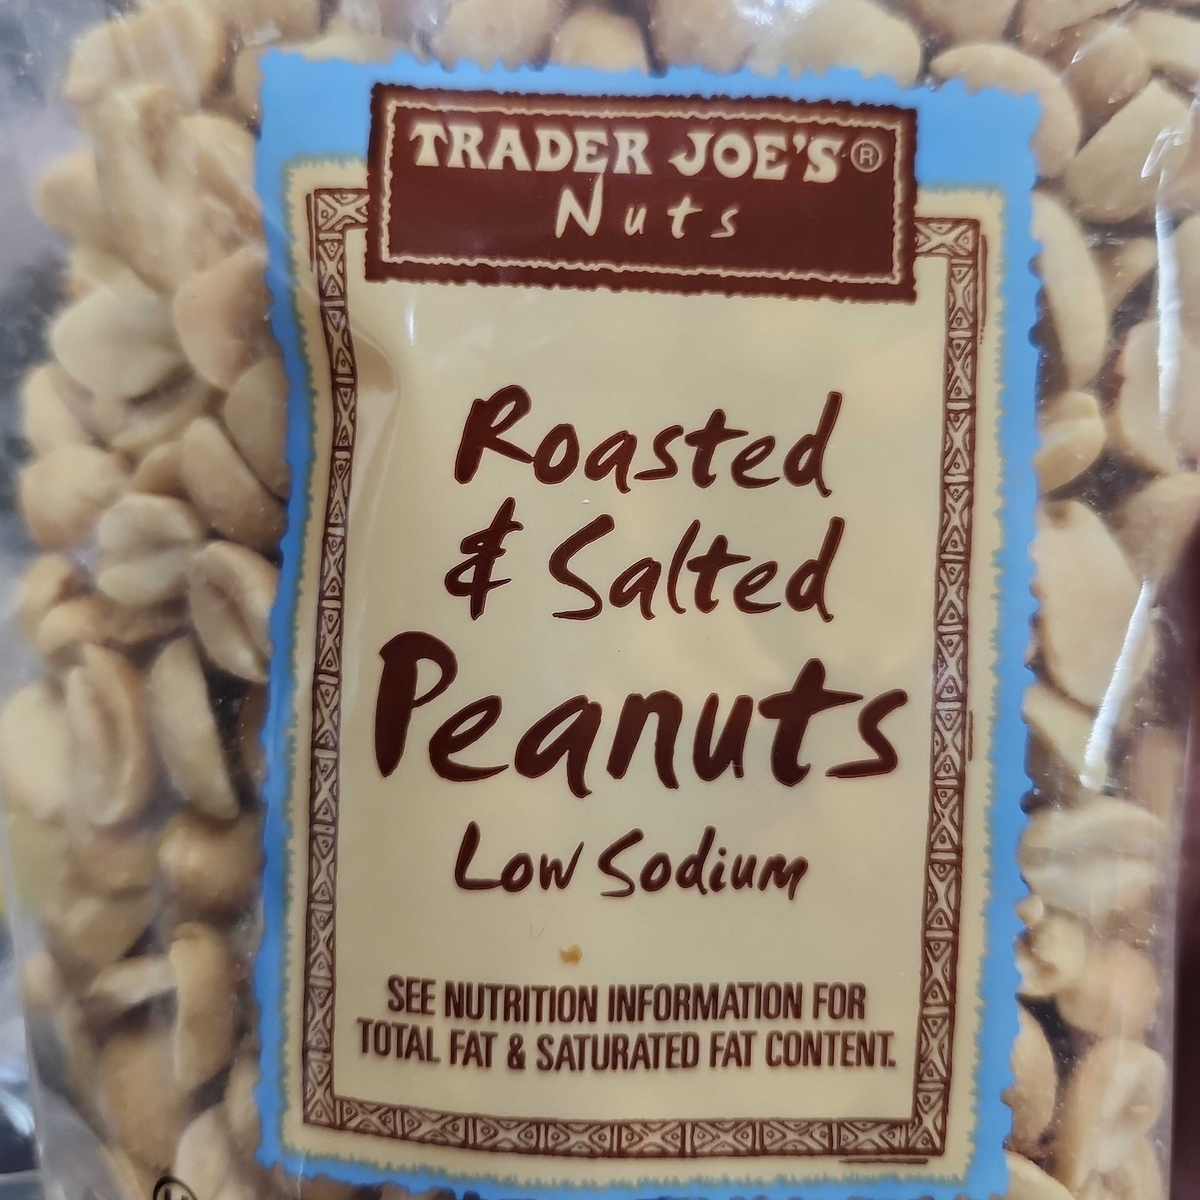 TRADER JOE'S®
Nuts
Roasted
& Salted
Peanuts
Low Sodium
SEE NUTRITION INFORMATION FOR
TOTAL FAT & SATURATED FAT CONTENT.